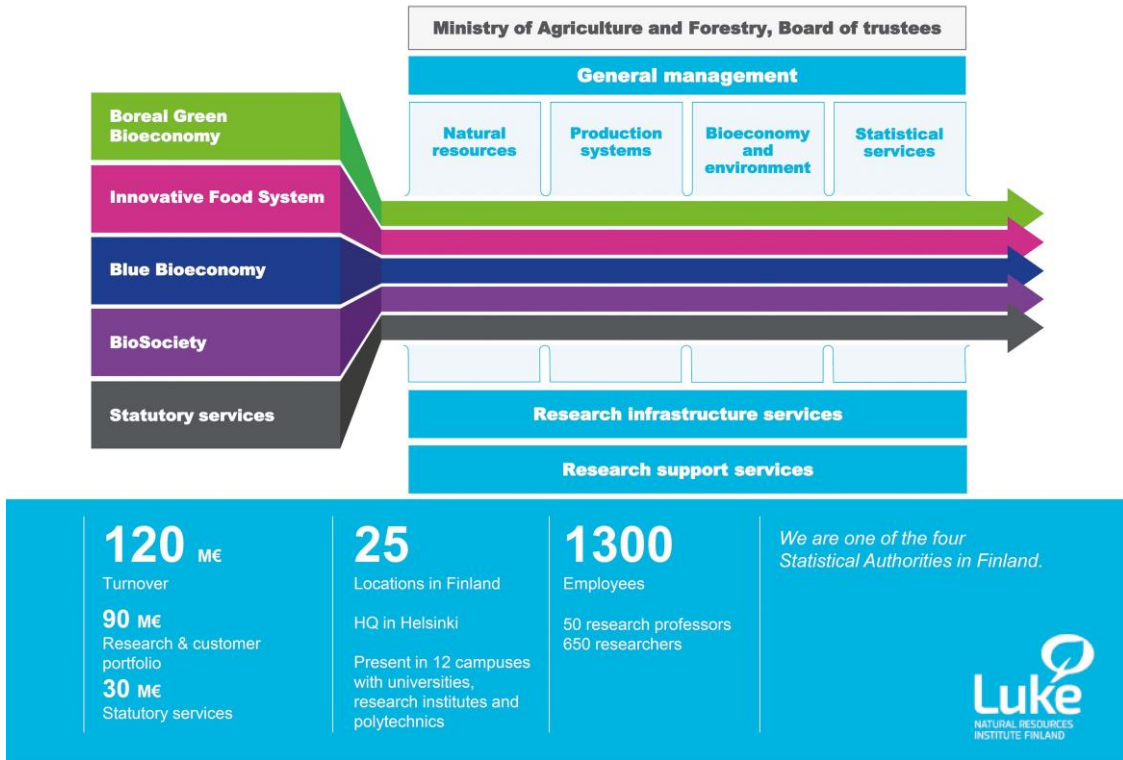 Ministry of Agriculture and Forestry, Board of trustees
General management
Boreal Green
Bioeconomy
Innovative Food System
Blue Bioeconomy
BioSociety
Statutory services
Natural
resources
Production
systems
Bioeconomy
and
environment
Statistical
services
Research infrastructure services
Research support services
120 M€
Turnover
90 M€
Research & customer
portfolio
30 M€
Statutory services
25
Locations in Finland
HQ in Helsinki
Present in 12 campuses
with universities,
research institutes and
polytechnics
1300
Employees
50 research professors
650 researchers
We are one of the four
Statistical Authorities in Finland.
Luke
NATURAL RESOURCES
INSTITUTE FINLAND